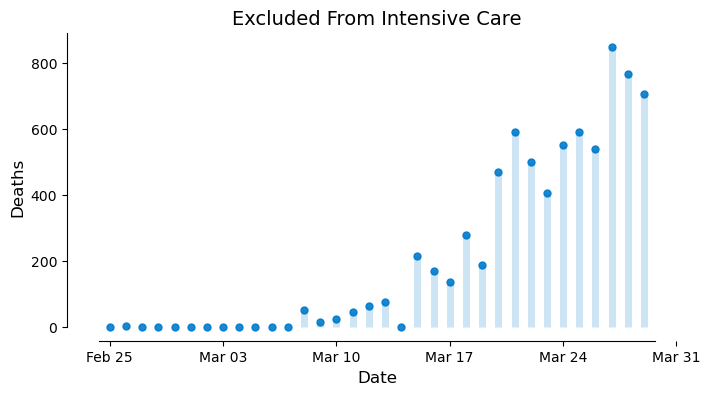 Excluded From Intensive Care
Deaths
800
600
400
200
0
Feb 25 Mar 03 Mar 10 Mar 17 Mar 24 Mar 31
Date